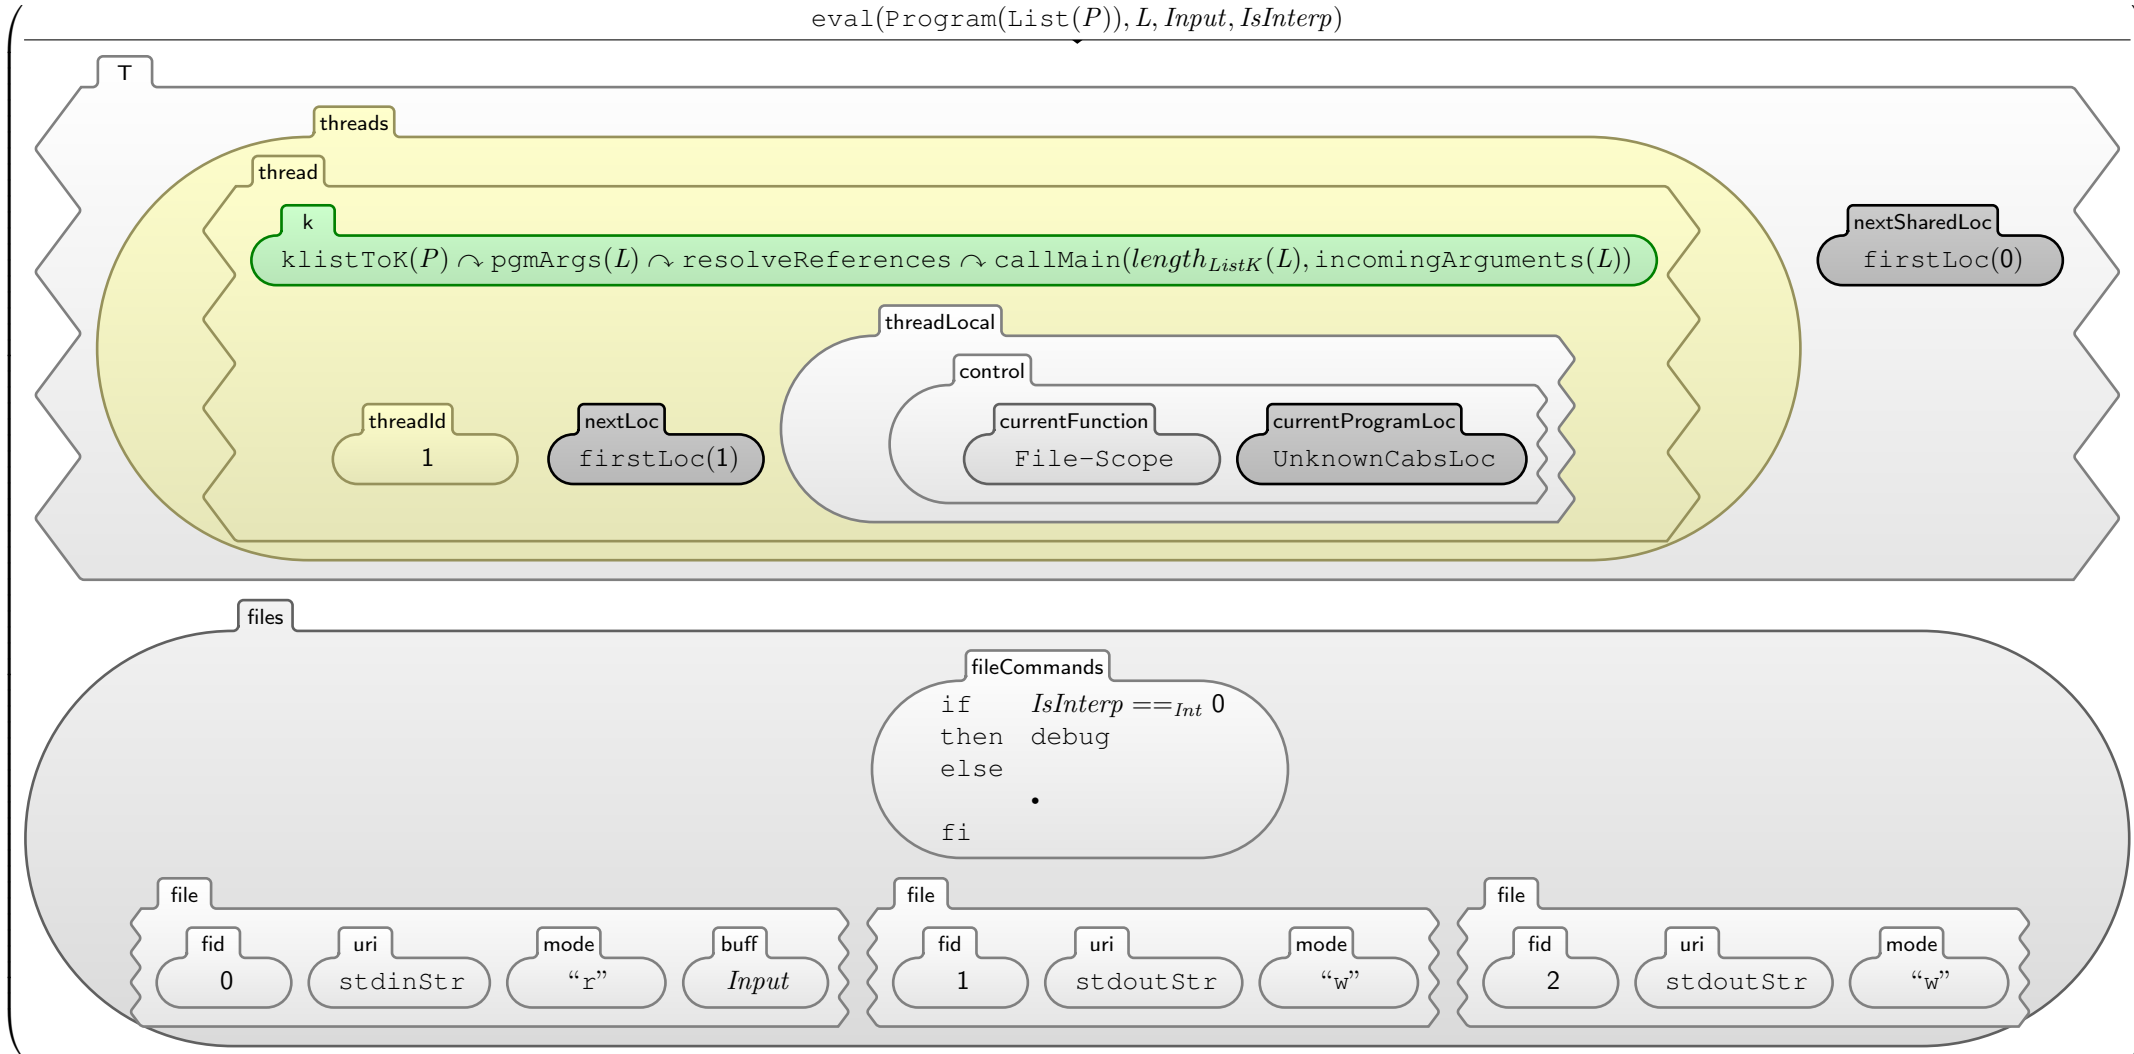 eval(Program(List(P)), L, Input, IsInterp)
T
threads
thread
k
klistToK(P) ↷ pgmArgs(L) ↷ resolveReferences ↷ callMain(length_ListK(L), incomingArguments(L))
nextSharedLoc
firstLoc(0)
threadLocal
control
threadId
1
nextLoc
firstLoc(1)
currentFunction
File-Scope
currentProgramLoc
UnknownCabsLoc
files
fileCommands
if IsInterp ==_Int 0
then debug
else
•
fi
file
fid
0
uri
stdinStr
mode
“r”
buff
Input
file
fid
1
uri
stdoutStr
mode
“w”
file
fid
2
uri
stdoutStr
mode
“w”